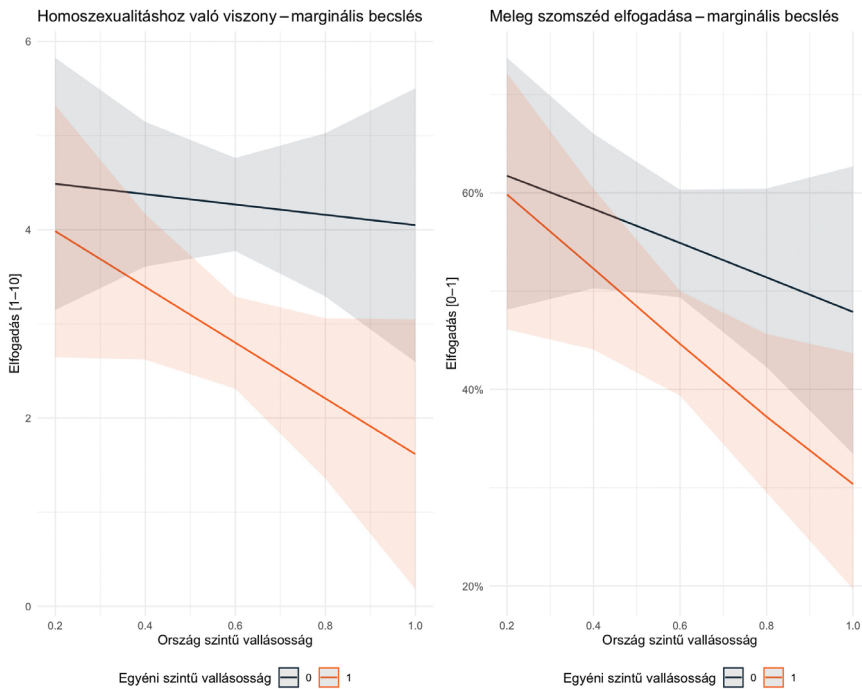 Homoszexualitáshoz való viszony – marginális becslés
6
4
2
0
Elfogadás [1–10]
0.2 0.4 0.6 0.8 1.0
Ország szintű vallásosság
Egyéni szintű vallásosság 0 1
Meleg szomszéd elfogadása – marginális becslés
60%
40%
20%
Elfogadás [0–1]
0.2 0.4 0.6 0.8 1.0
Ország szintű vallásosság
Egyéni szintű vallásosság 0 1